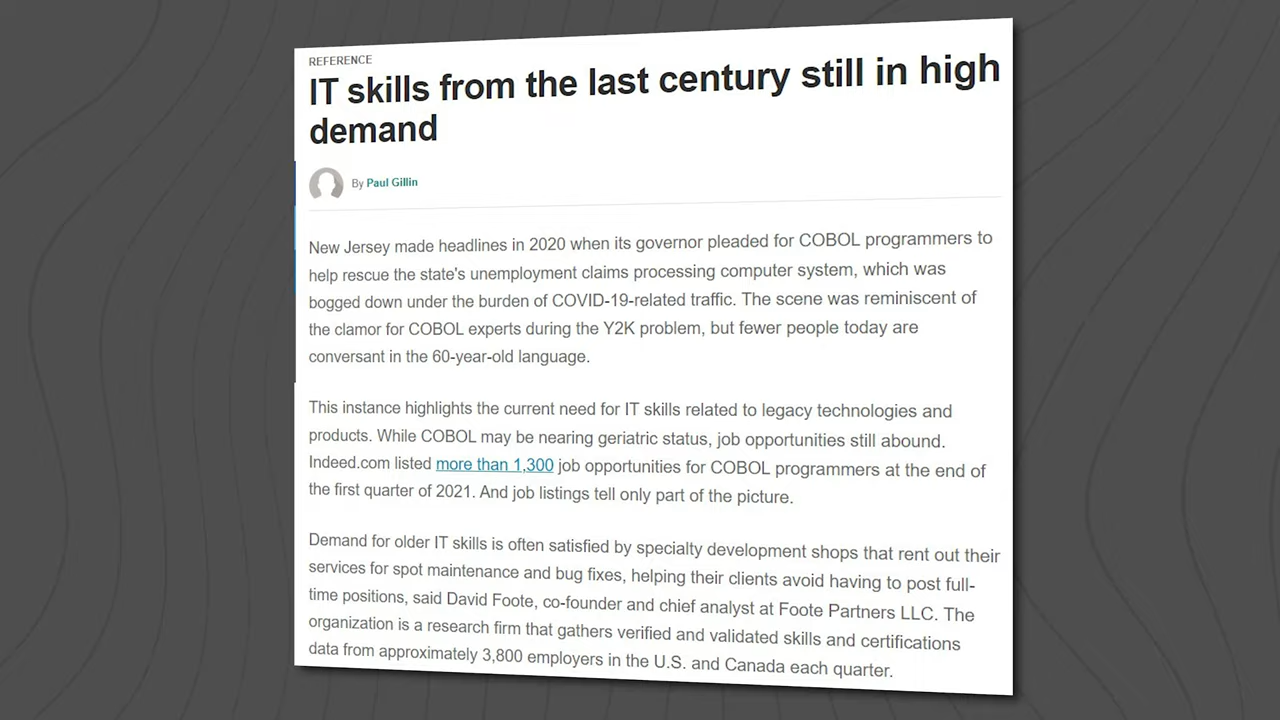 REFERENCE
IT skills from the last century still in high
demand
By Paul Gillin
New Jersey made headlines in 2020 when its governor pleaded for COBOL programmers to
help rescue the state's unemployment claims processing computer system, which was
bogged down under the burden of COVID-19-related traffic. The scene was reminiscent of
the clamor for COBOL experts during the Y2K problem, but fewer people today are
conversant in the 60-year-old language.
This instance highlights the current need for IT skills related to legacy technologies and
products. While COBOL may be nearing geriatric status, job opportunities still abound.
Indeed.com listed more than 1,300 job opportunities for COBOL programmers at the end of
the first quarter of 2021. And job listings tell only part of the picture.
Demand for older IT skills is often satisfied by specialty development shops that rent out their
services for spot maintenance and bug fixes, helping their clients avoid having to post full-
time positions, said David Foote, co-founder and chief analyst at Foote Partners LLC. The
organization is a research firm that gathers verified and validated skills and certifications
data from approximately 3,800 employers in the U.S. and Canada each quarter.